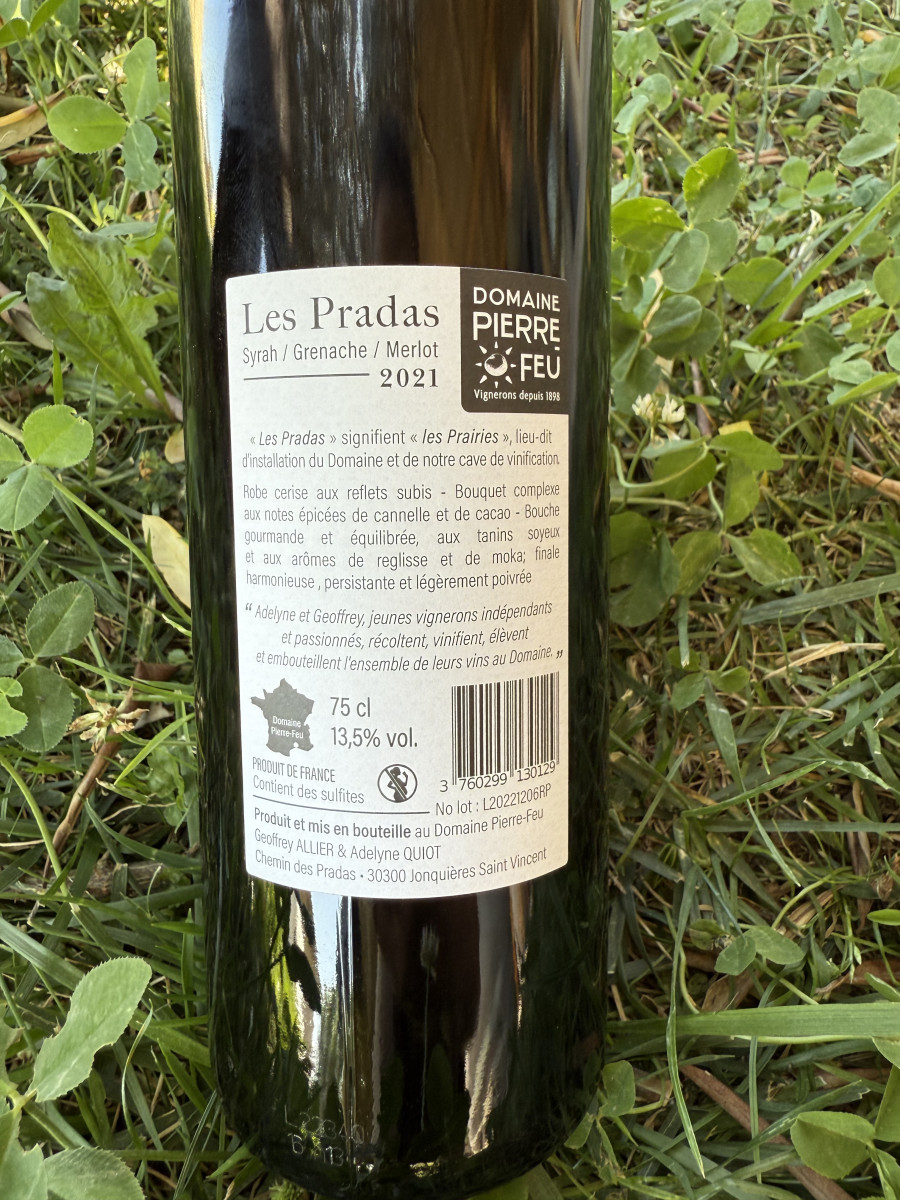 Les Pradas
Syrah / Grenache / Merlot
2021
DOMAINE
PIERRE
-FEU
Vignerons depuis 1898
« Les Pradas » signifient « les Prairies », lieu-dit
d'installation du Domaine et de notre cave de vinification.
Robe cerise aux reflets subis - Bouquet complexe
aux notes épicées de cannelle et de cacao - Bouche
gourmande et équilibrée, aux tanins soyeux
et aux arômes de reglisse et de moka; finale
harmonieuse , persistante et légèrement poivrée
“ Adelyne et Geoffrey, jeunes vignerons indépendants
et passionnés, récoltent, vinifient, élèvent
et embouteillent l'ensemble de leurs vins au Domaine. „
Domaine
Pierre-Feu
75 cl
13,5% vol.
PRODUIT DE FRANCE
Contient des sulfites
3 760299 130129
No lot : L20221206RP
Produit et mis en bouteille au Domaine Pierre-Feu
Geoffrey ALLIER & Adelyne QUIOT
Chemin des Pradas • 30300 Jonquières Saint Vincent